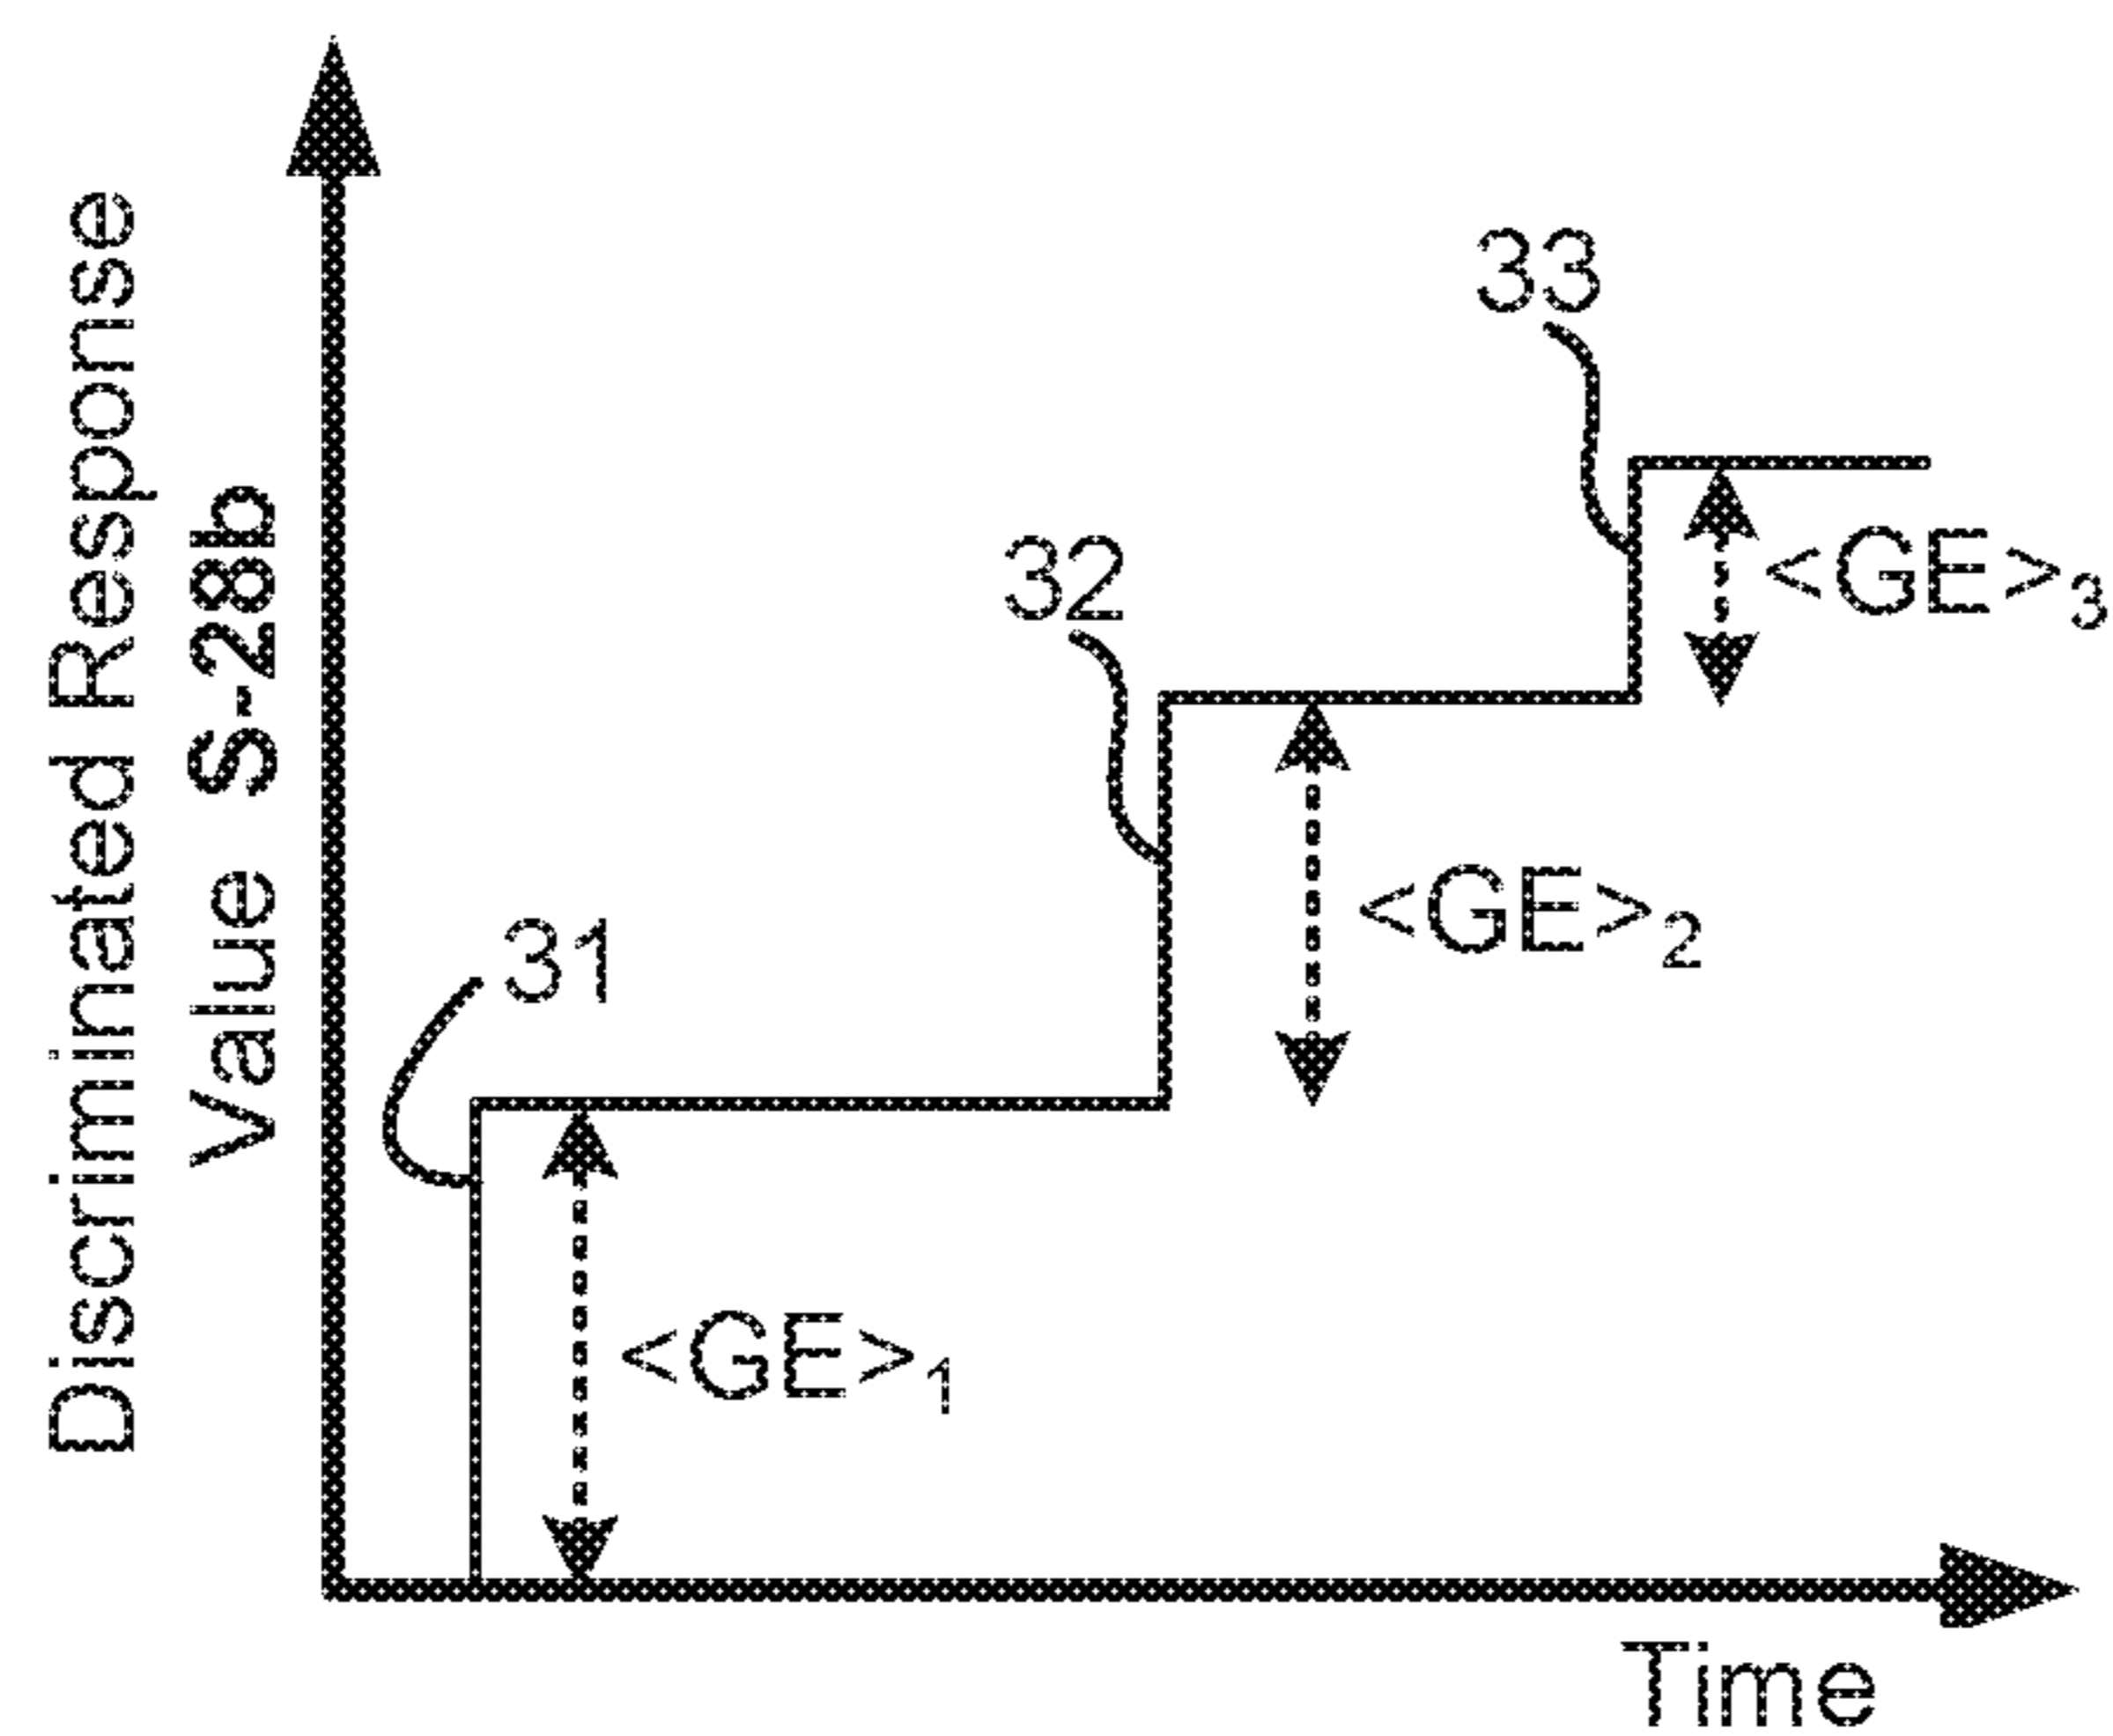 Discriminated Response
Value S-28b
33
<GE>3
32
<GE>2
31
<GE>1
Time